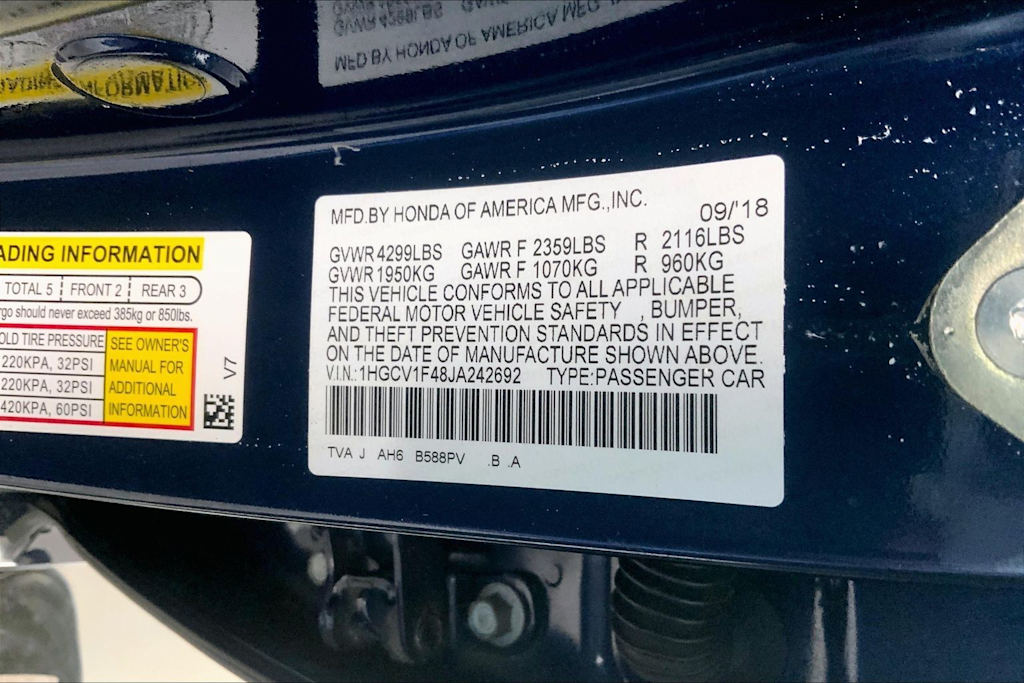 MFD.BY HONDA OF AMERICA MFG.,INC. 09/'18
GVWR 4299LBS GAWR F 2359LBS R 2116LBS
GVWR 1950KG GAWR F 1070KG R 960KG
THIS VEHICLE CONFORMS TO ALL APPLICABLE
FEDERAL MOTOR VEHICLE SAFETY , BUMPER,
AND THEFT PREVENTION STANDARDS IN EFFECT
ON THE DATE OF MANUFACTURE SHOWN ABOVE.
V.I.N.:1HGCV1F48JA242692 TYPE:PASSENGER CAR
TVA J AH6 B588PV .B .A
INFORMATION
TOTAL 5 FRONT 2 REAR 3
should never exceed 385kg or 850lbs.
TIRE PRESSURE
220KPA, 32PSI
220KPA, 32PSI
420KPA, 60PSI
SEE OWNER'S
MANUAL FOR
ADDITIONAL
INFORMATION
V7
GVWR 4299LBS GAWR
MFD BY HONDA OF AMERICA MFG